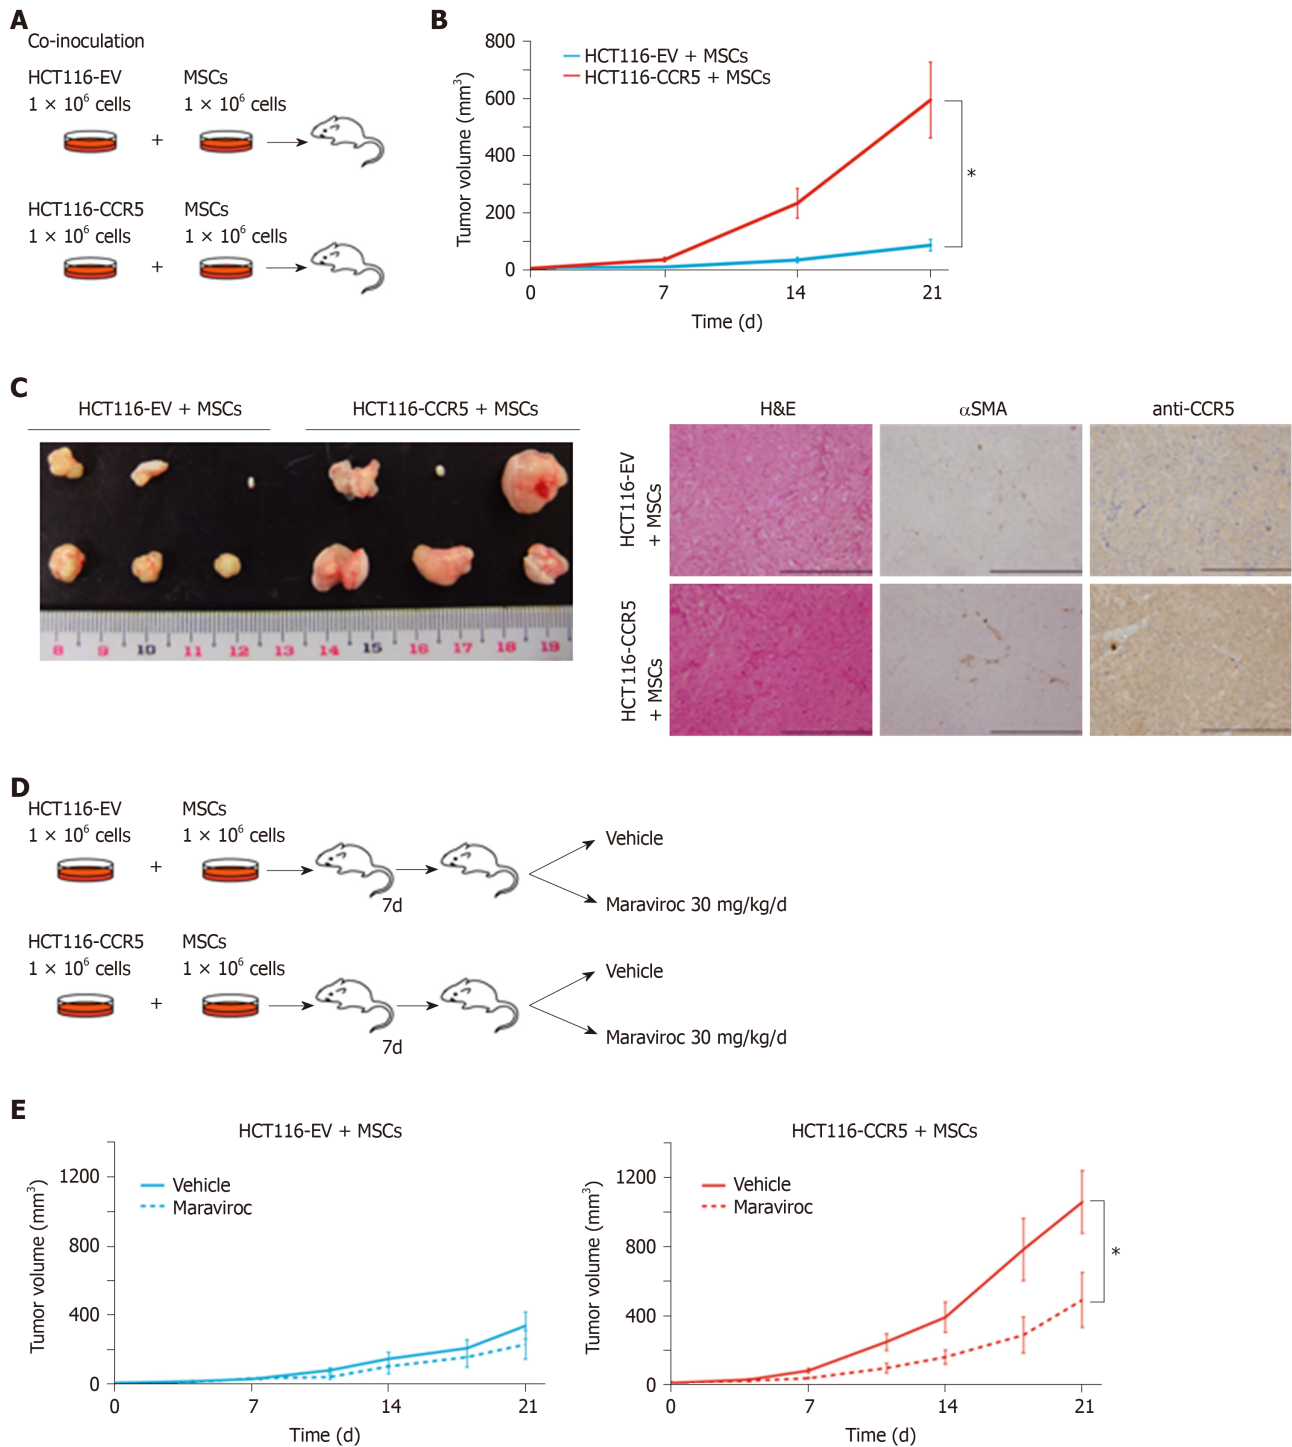 A
Co-inoculation
HCT116-EV
MSCs
1 × 10⁶ cells
1 × 10⁶ cells
+
HCT116-CCR5
MSCs
1 × 10⁶ cells
1 × 10⁶ cells
+
B
HCT116-EV + MSCs
HCT116-CCR5 + MSCs
Tumor volume (mm³)
800
600
400
200
0
0
7
14
21
Time (d)
*
C
HCT116-EV + MSCs
HCT116-CCR5 + MSCs
8 9 10 11 12 13 14 15 16 17 18 19
H&E
αSMA
anti-CCR5
HCT116-EV
+ MSCs
HCT116-CCR5
+ MSCs
D
HCT116-EV
MSCs
1 × 10⁶ cells
1 × 10⁶ cells
+
7d
Vehicle
Maraviroc 30 mg/kg/d
HCT116-CCR5
MSCs
1 × 10⁶ cells
1 × 10⁶ cells
+
7d
Vehicle
Maraviroc 30 mg/kg/d
E
HCT116-EV + MSCs
Vehicle
Maraviroc
Tumor volume (mm³)
1200
800
400
0
0
7
14
21
Time (d)
HCT116-CCR5 + MSCs
Vehicle
Maraviroc
Tumor volume (mm³)
1200
800
400
0
0
7
14
21
Time (d)
*